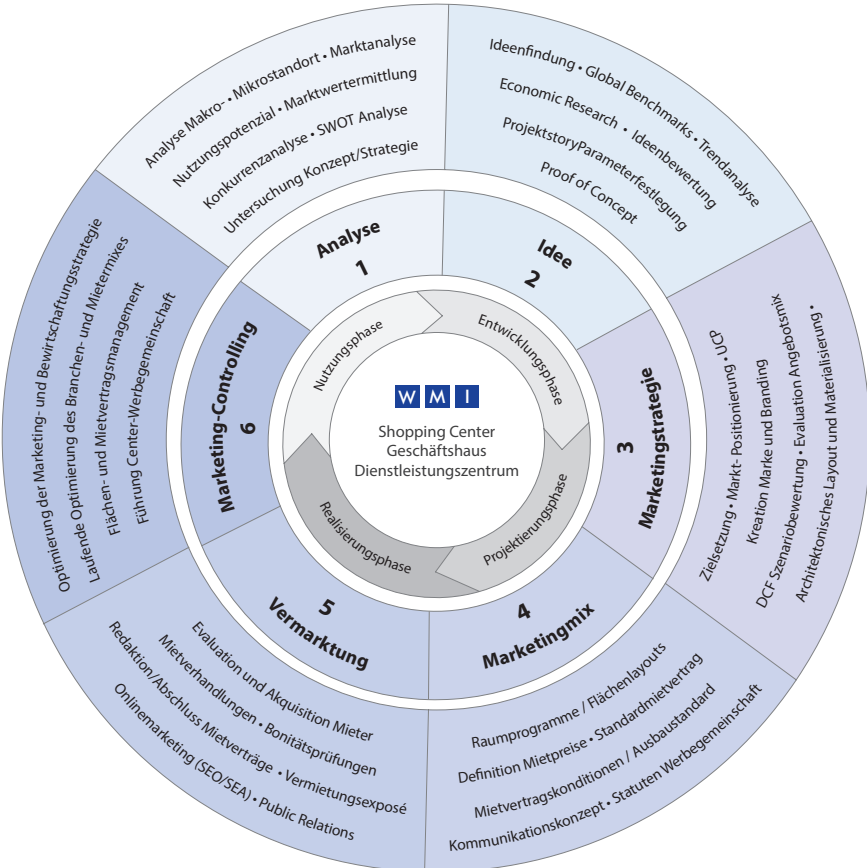 Analyse Makro- • Mikrostandort • Marktanalyse
Nutzungspotenzial • Marktwertermittlung
Konkurrenzanalyse • SWOT Analyse
Untersuchung Konzept/Strategie
Analyse
1
Ideenfindung • Global Benchmarks • Trendanalyse
Economic Research • Ideenbewertung
ProjektstoryParameterfestlegung
Proof of Concept
Idee
2
Zielsetzung • Markt- Positionierung • UCP
Kreation Marke und Branding
DCF Szenariobewertung • Evaluation Angebotsmix
Architektonisches Layout und Materialisierung •
3
Marketingstrategie
Raumprogramme / Flächenlayouts
Definition Mietpreise • Standardmietvertrag
Mietvertragskonditionen / Ausbaustandard
Kommunikationskonzept • Statuten Werbegemeinschaft
4
Marketingmix
Evaluation und Akquisition Mieter
Mietverhandlungen • Bonitätsprüfungen
Redaktion/Abschluss Mietverträge • Vermietungsexposé
Onlinemarketing (SEO/SEA) • Public Relations
5
Vermarktung
Optimierung der Marketing- und Bewirtschaftungsstrategie
Laufende Optimierung des Branchen- und Mietermixes
Flächen- und Mietvertragsmanagement
Führung Center-Werbegemeinschaft
Marketing-Controlling
6
Nutzungsphase
Entwicklungsphase
Projektierungsphase
Realisierungsphase
W M I
Shopping Center
Geschäftshaus
Dienstleistungszentrum